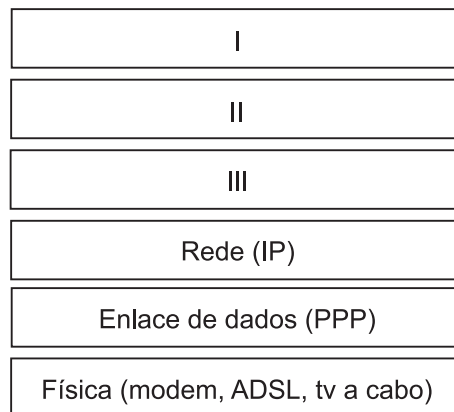 I
II
III
Rede (IP)
Enlace de dados (PPP)
Física (modem, ADSL, tv a cabo)